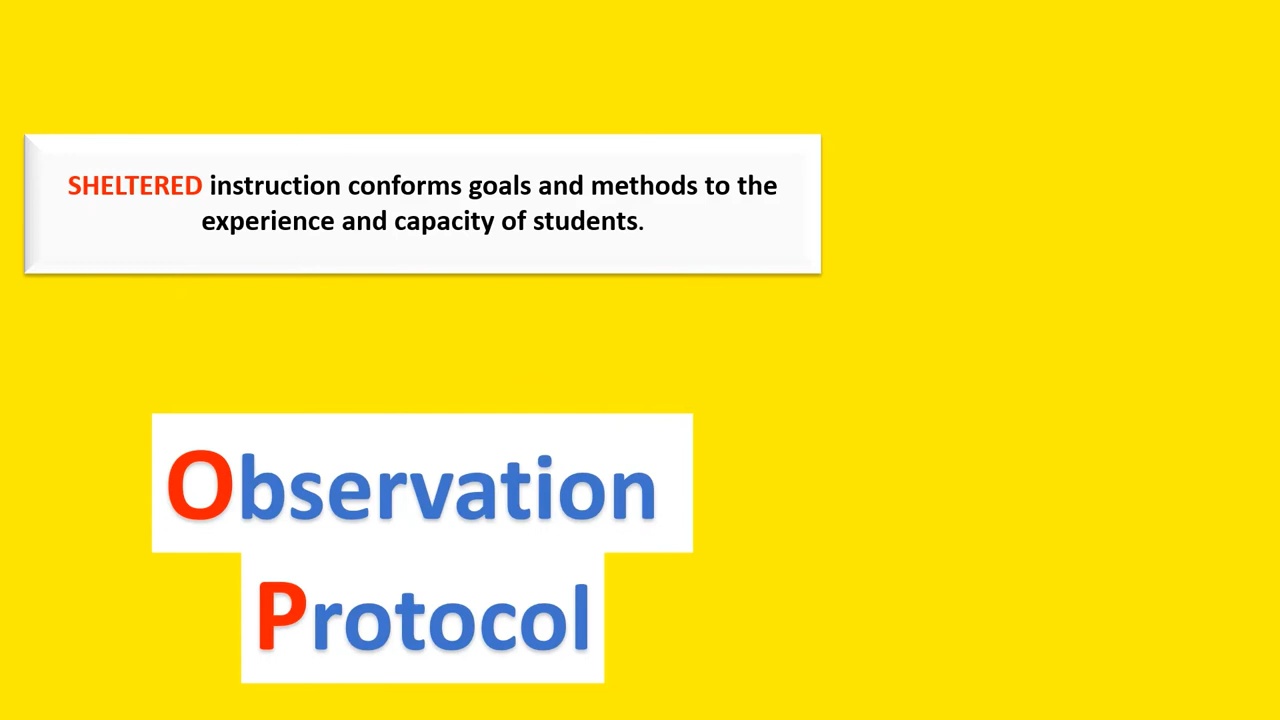 SHELTERED instruction conforms goals and methods to the
experience and capacity of students.
Observation
Protocol